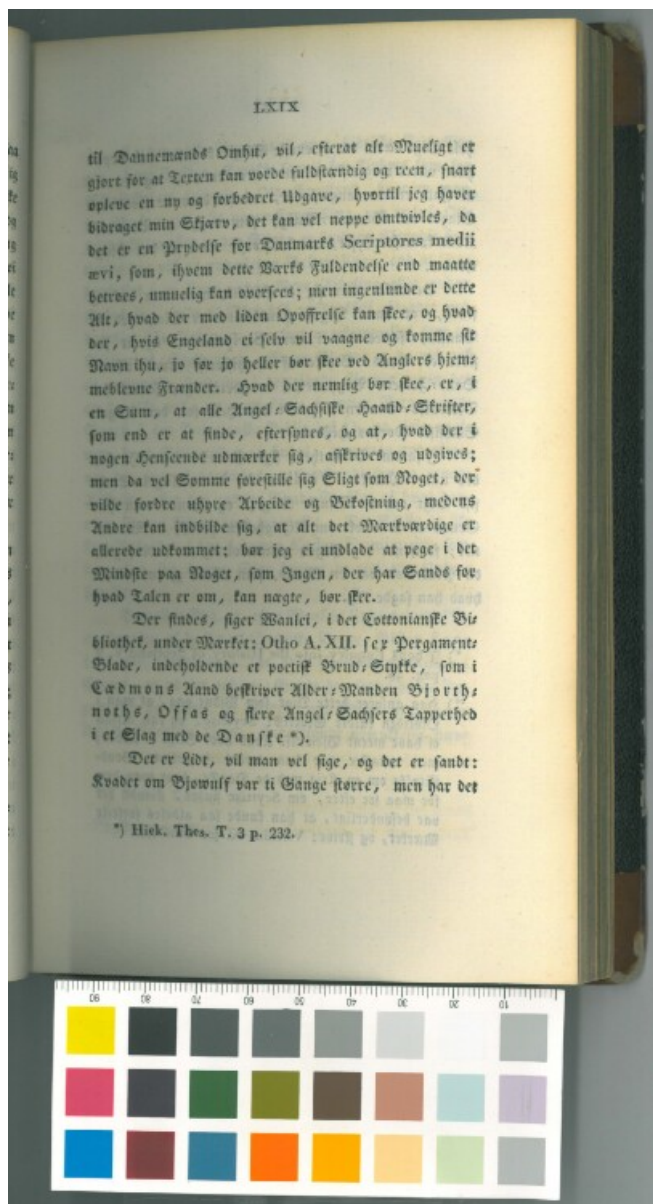 LXIX
til Dannemænds Omhu, vil, efterat alt Mueligt er
gjort for at Texten kan vorde fuldstændig og reen, snart
opleve en ny og forbedret Udgave, hvortil jeg haver
bidraget min Skjærv, det kan vel neppe omtvivles, da
det er en Prydelse for Danmarks Scriptores medii
ævi, som, ihvem dette Værks Fuldendelse end maatte
betroes, umuelig kan oversees; men ingenlunde er dette
Alt, hvad der med liden Opoffrelse kan skee, og hvad
der, hvis Engeland ei selv vil vaagne og komme sit
Navn ihu, jo før jo heller bør skee ved Anglers hjem-
meblevne Frænder. Hvad der nemlig bør skee, er, i
en Sum, at alle Angel-Sachsiske Haand-Skrifter,
som end er at finde, eftersynes, og at, hvad der i
nogen Henseende udmærker sig, afskrives og udgives;
men da vel Somme forestille sig Sligt som Noget, der
vilde fordre uhyre Arbeide og Bekostning, medens
Andre kan indbilde sig, at alt det Mærkværdige er
allerede udkommet; bør jeg ei undlade at pege i det
Mindste paa Noget, som Ingen, der har Sands for
hvad Talen er om, kan nægte, bør skee.
Der findes, siger Wanlei, i det Cottonianske Bi-
bliothek, under Mærket: Otho A. XII. sex Pergament-
Blade, indeholdende et poetisk Brud-Stykke, som i
Cædmons Aand beskriver Alder-Manden Bjorth-
noths, Offas og flere Angel-Sachsers Tapperhed
i et Slag med de Danske *).
Det er Lidt, vil man vel sige, og det er sandt:
Kvadet om Bjowulf var ti Gange større, men har det
*) Hick. Thes. T. 3 p. 232.
90 80 70 60 50 40 30 20 10